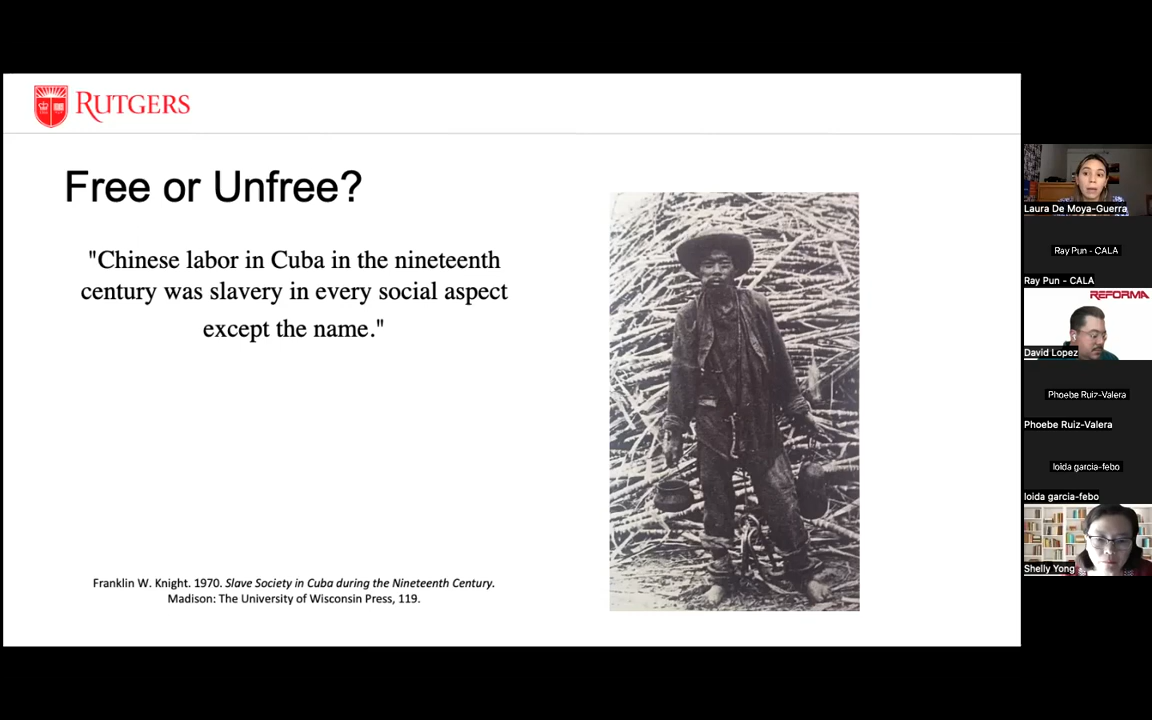 RUTGERS
Free or Unfree?
"Chinese labor in Cuba in the nineteenth
century was slavery in every social aspect
except the name."
Franklin W. Knight. 1970. Slave Society in Cuba during the Nineteenth Century.
Madison: The University of Wisconsin Press, 119.
Laura De Moya-Guerra
Ray Pun - CALA
Ray Pun - CALA
REFORMA
David Lopez
Phoebe Ruiz-Valera
Phoebe Ruiz-Valera
loida garcia-febo
loida garcia-febo
Shelly Yong